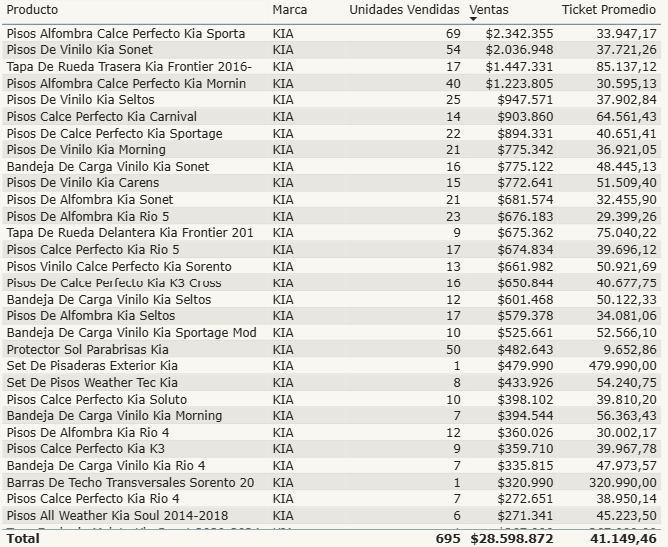 Producto Marca Unidades Vendidas Ventas Ticket Promedio
Pisos Alfombra Calce Perfecto Kia Sporta KIA 69 $2.342.355 33.947,17
Pisos De Vinilo Kia Sonet KIA 54 $2.036.948 37.721,26
Tapa De Rueda Trasera Kia Frontier 2016- KIA 17 $1.447.331 85.137,12
Pisos Alfombra Calce Perfecto Kia Mornin KIA 40 $1.223.805 30.595,13
Pisos De Vinilo Kia Seltos KIA 25 $947.571 37.902,84
Pisos Calce Perfecto Kia Carnival KIA 14 $903.860 64.561,43
Pisos De Calce Perfecto Kia Sportage KIA 22 $894.331 40.651,41
Pisos De Vinilo Kia Morning KIA 21 $775.342 36.921,05
Bandeja De Carga Vinilo Kia Sonet KIA 16 $775.122 48.445,13
Pisos De Vinilo Kia Carens KIA 15 $772.641 51.509,40
Pisos De Alfombra Kia Sonet KIA 21 $681.574 32.455,90
Pisos De Alfombra Kia Rio 5 KIA 23 $676.183 29.399,26
Tapa De Rueda Delantera Kia Frontier 201 KIA 9 $675.362 75.040,22
Pisos Calce Perfecto Kia Rio 5 KIA 17 $674.834 39.696,12
Pisos Vinilo Calce Perfecto Kia Sorento KIA 13 $661.982 50.921,69
Pisos De Calce Perfecto Kia K3 Cross KIA 16 $650.844 40.677,75
Bandeja De Carga Vinilo Kia Seltos KIA 12 $601.468 50.122,33
Pisos De Alfombra Kia Seltos KIA 17 $579.378 34.081,06
Bandeja De Carga Vinilo Kia Sportage Mod KIA 10 $525.661 52.566,10
Protector Sol Parabrisas Kia KIA 50 $482.643 9.652,86
Set De Pisaderas Exterior Kia KIA 1 $479.990 479.990,00
Set De Pisos Weather Tec Kia KIA 8 $433.926 54.240,75
Pisos Calce Perfecto Kia Soluto KIA 10 $398.102 39.810,20
Bandeja De Carga Vinilo Kia Morning KIA 7 $394.544 56.363,43
Pisos De Alfombra Kia Rio 4 KIA 12 $360.026 30.002,17
Pisos Calce Perfecto Kia K3 KIA 9 $359.710 39.967,78
Bandeja De Carga Vinilo Kia Rio 4 KIA 7 $335.815 47.973,57
Barras De Techo Transversales Sorento 20 KIA 1 $320.990 320.990,00
Pisos Calce Perfecto Kia Rio 4 KIA 7 $272.651 38.950,14
Pisos All Weather Kia Soul 2014-2018 KIA 6 $271.341 45.223,50
Total 695 $28.598.872 41.149,46